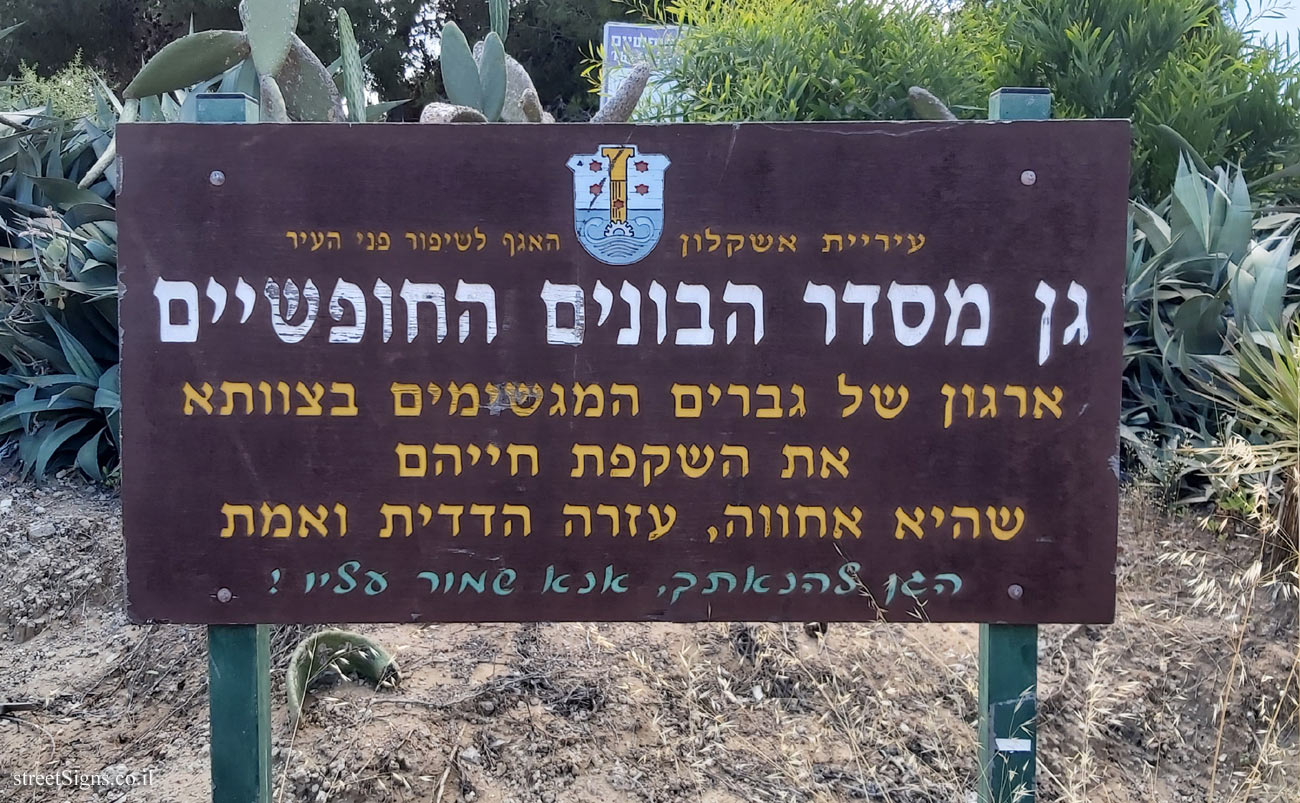 עיריית אשקלון האגף לשיפור פני העיר
גן מסדר הבונים החופשיים
ארגון של גברים המגשימים בצוותא
את השקפת חייהם
שהיא אחווה, עזרה הדדית ואמת
הגן להנאתך, אנא שמור עליו !
streetSigns.co.il